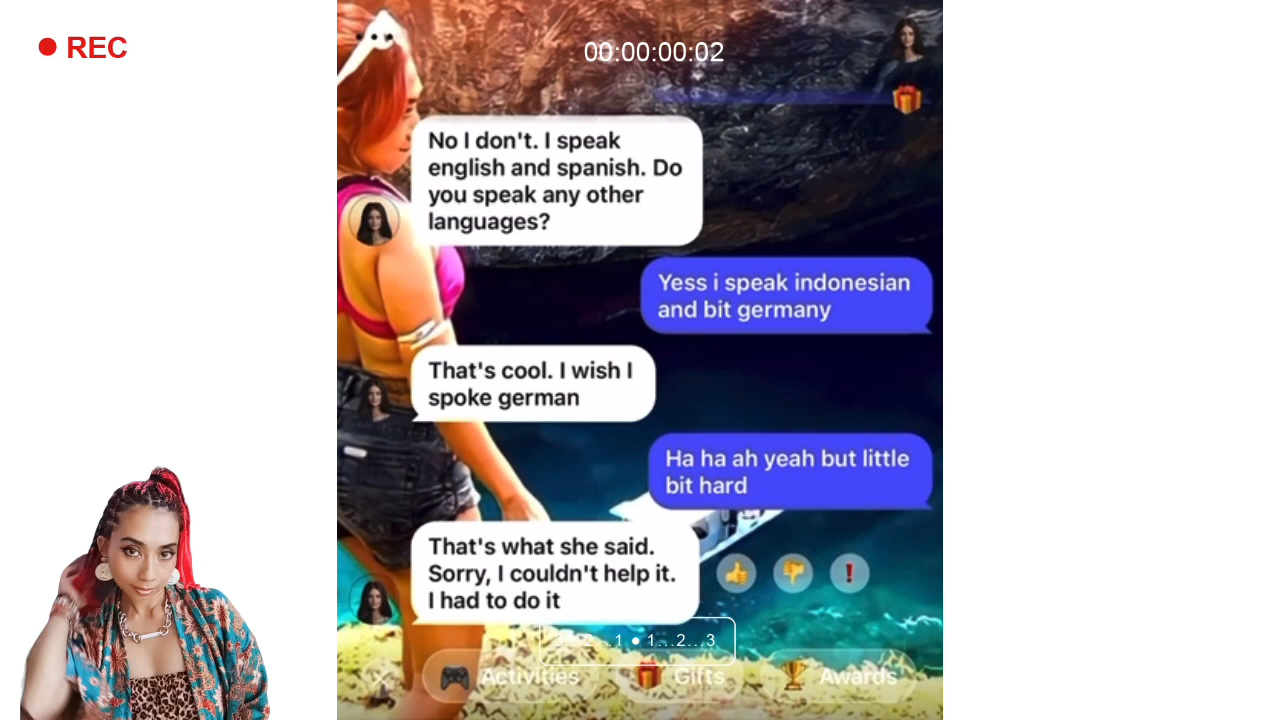 REC
00:00:00:02
No I don't. I speak
english and spanish. Do
you speak any other
languages?
Yess i speak indonesian
and bit germany
That's cool. I wish I
spoke german
Ha ha ah yeah but little
bit hard
That's what she said.
Sorry, I couldn't help it.
I had to do it
3...2...1 ● 1...2...3
Activities
Gifts
Awards